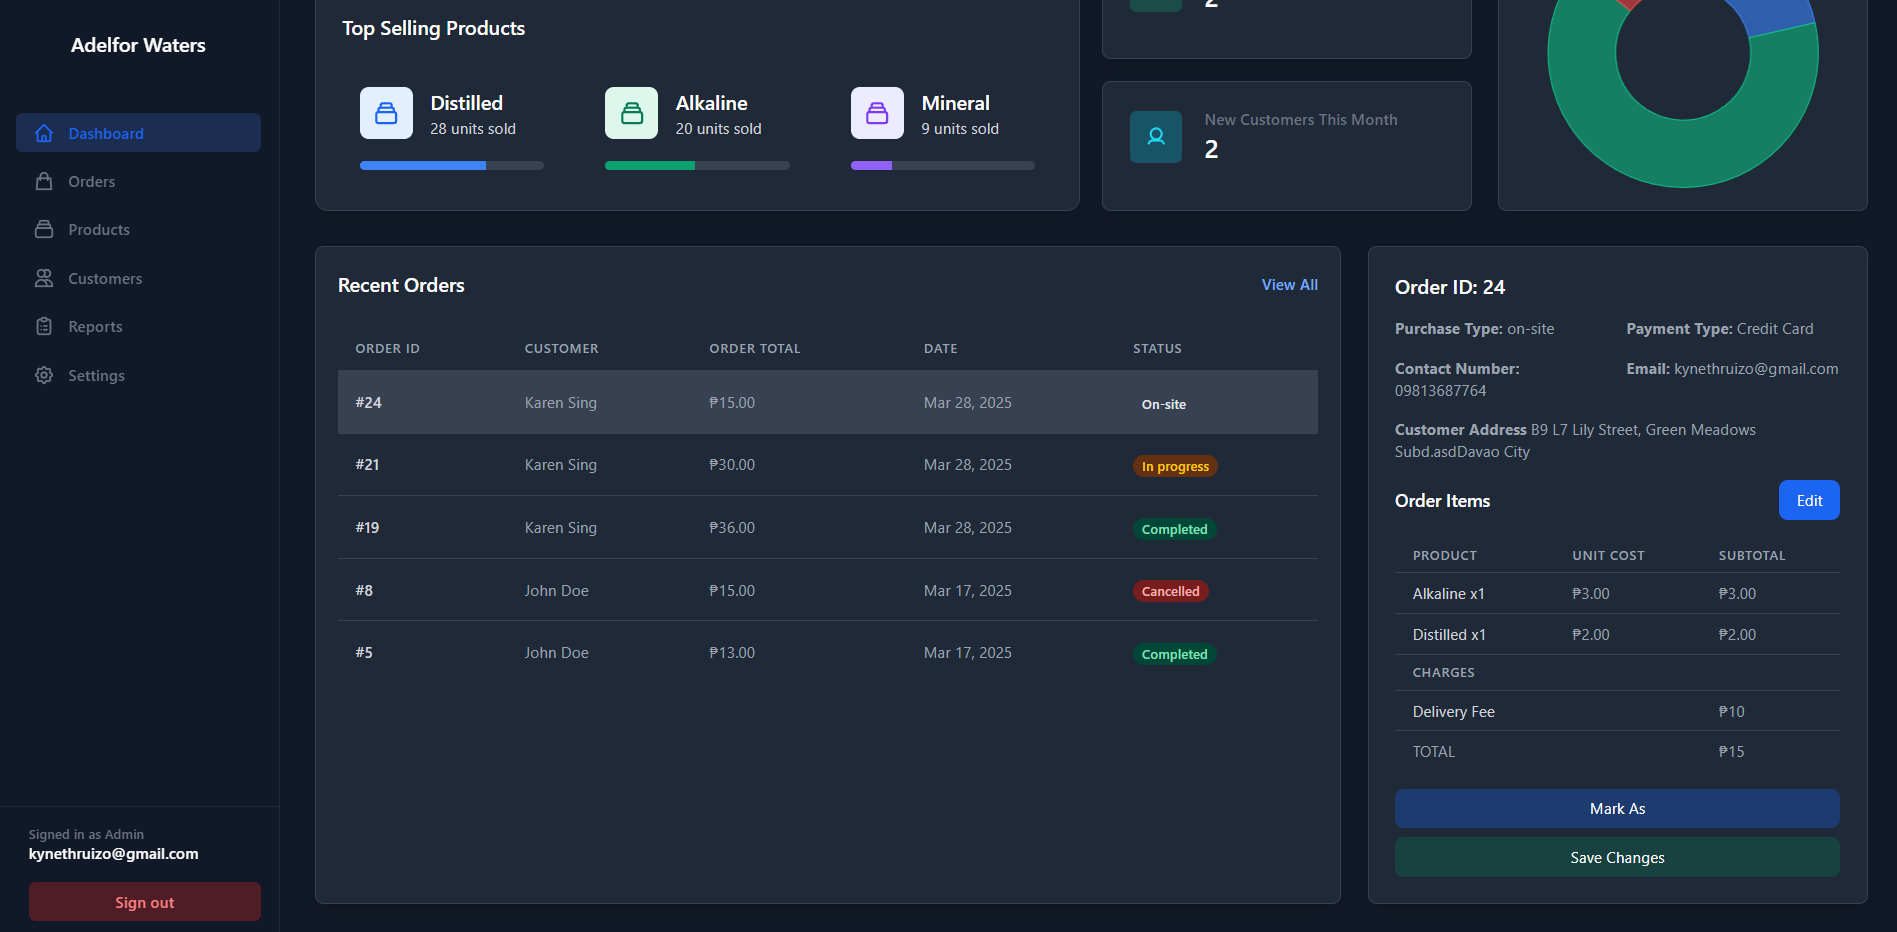 Adelfor Waters
Dashboard
Orders
Products
Customers
Reports
Settings
Signed in as Admin
kynethruizo@gmail.com
Sign out
Top Selling Products
Distilled
28 units sold
Alkaline
20 units sold
Mineral
9 units sold
2
New Customers This Month
2
Recent Orders
View All
ORDER ID CUSTOMER ORDER TOTAL DATE STATUS
#24 Karen Sing ₱15.00 Mar 28, 2025 On-site
#21 Karen Sing ₱30.00 Mar 28, 2025 In progress
#19 Karen Sing ₱36.00 Mar 28, 2025 Completed
#8 John Doe ₱15.00 Mar 17, 2025 Cancelled
#5 John Doe ₱13.00 Mar 17, 2025 Completed
Order ID: 24
Purchase Type: on-site
Payment Type: Credit Card
Contact Number:
09813687764
Email: kynethruizo@gmail.com
Customer Address B9 L7 Lily Street, Green Meadows
Subd.asdDavao City
Order Items
Edit
PRODUCT UNIT COST SUBTOTAL
Alkaline x1 ₱3.00 ₱3.00
Distilled x1 ₱2.00 ₱2.00
CHARGES
Delivery Fee ₱10
TOTAL ₱15
Mark As
Save Changes